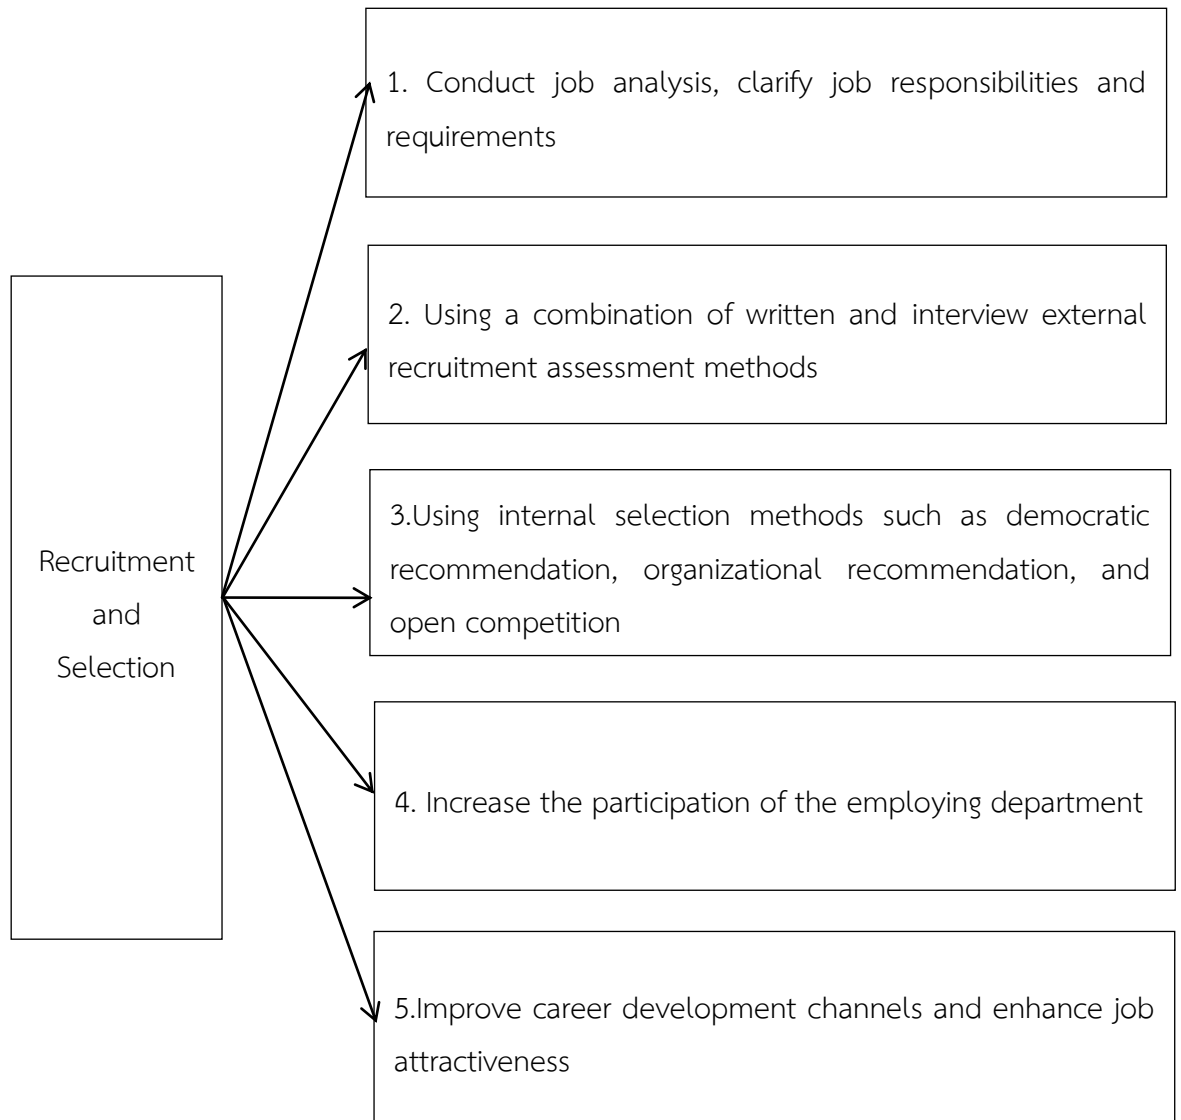 Recruitment
and
Selection
1. Conduct job analysis, clarify job responsibilities and
requirements
2. Using a combination of written and interview external
recruitment assessment methods
3.Using internal selection methods such as democratic
recommendation, organizational recommendation, and
open competition
4. Increase the participation of the employing department
5.Improve career development channels and enhance job
attractiveness